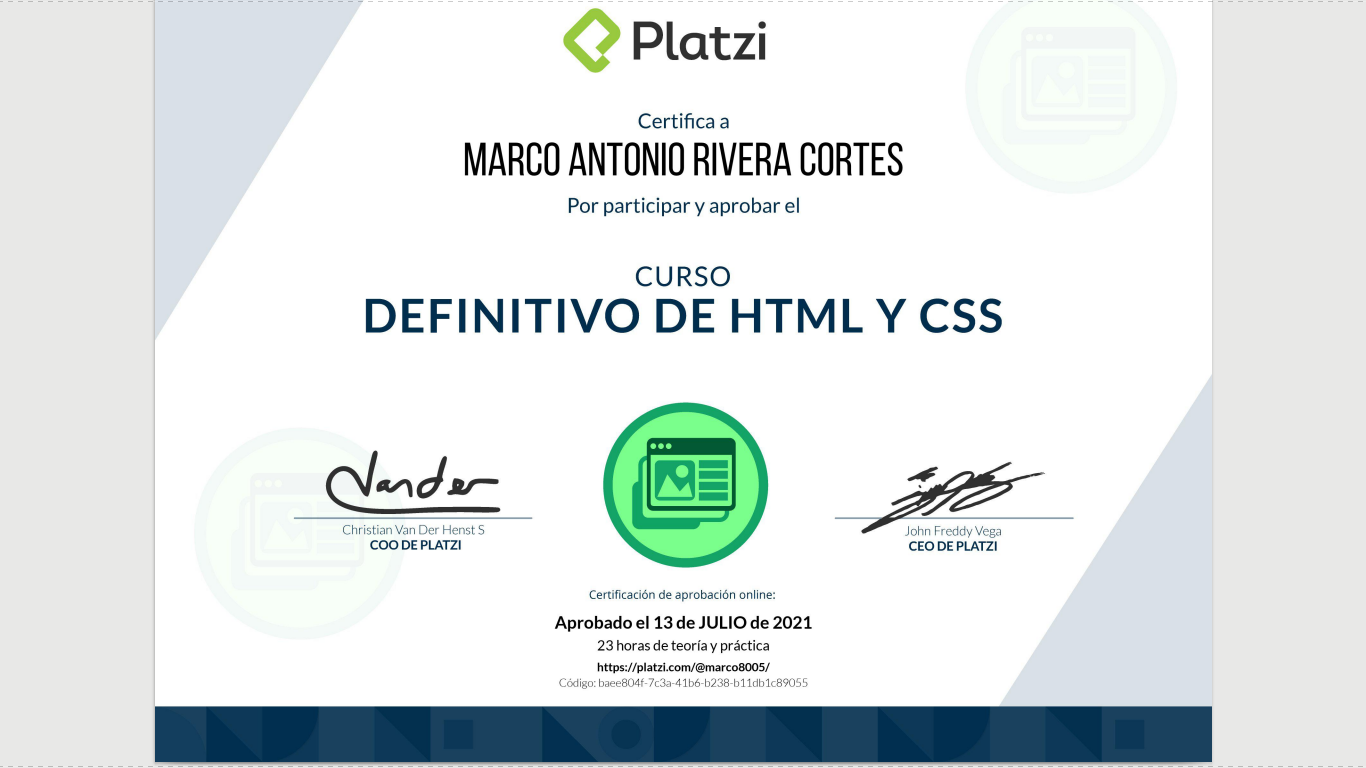 Platzi
Certifica a
MARCO ANTONIO RIVERA CORTES
Por participar y aprobar el
CURSO
DEFINITIVO DE HTML Y CSS
Vander
Christian Van Der Henst S
COO DE PLATZI
John Freddy Vega
CEO DE PLATZI
Certificación de aprobación online:
Aprobado el 13 de JULIO de 2021
23 horas de teoría y práctica
https://platzi.com/@marco8005/
Código: baee804f-7c3a-41b6-b238-b11db1c89055